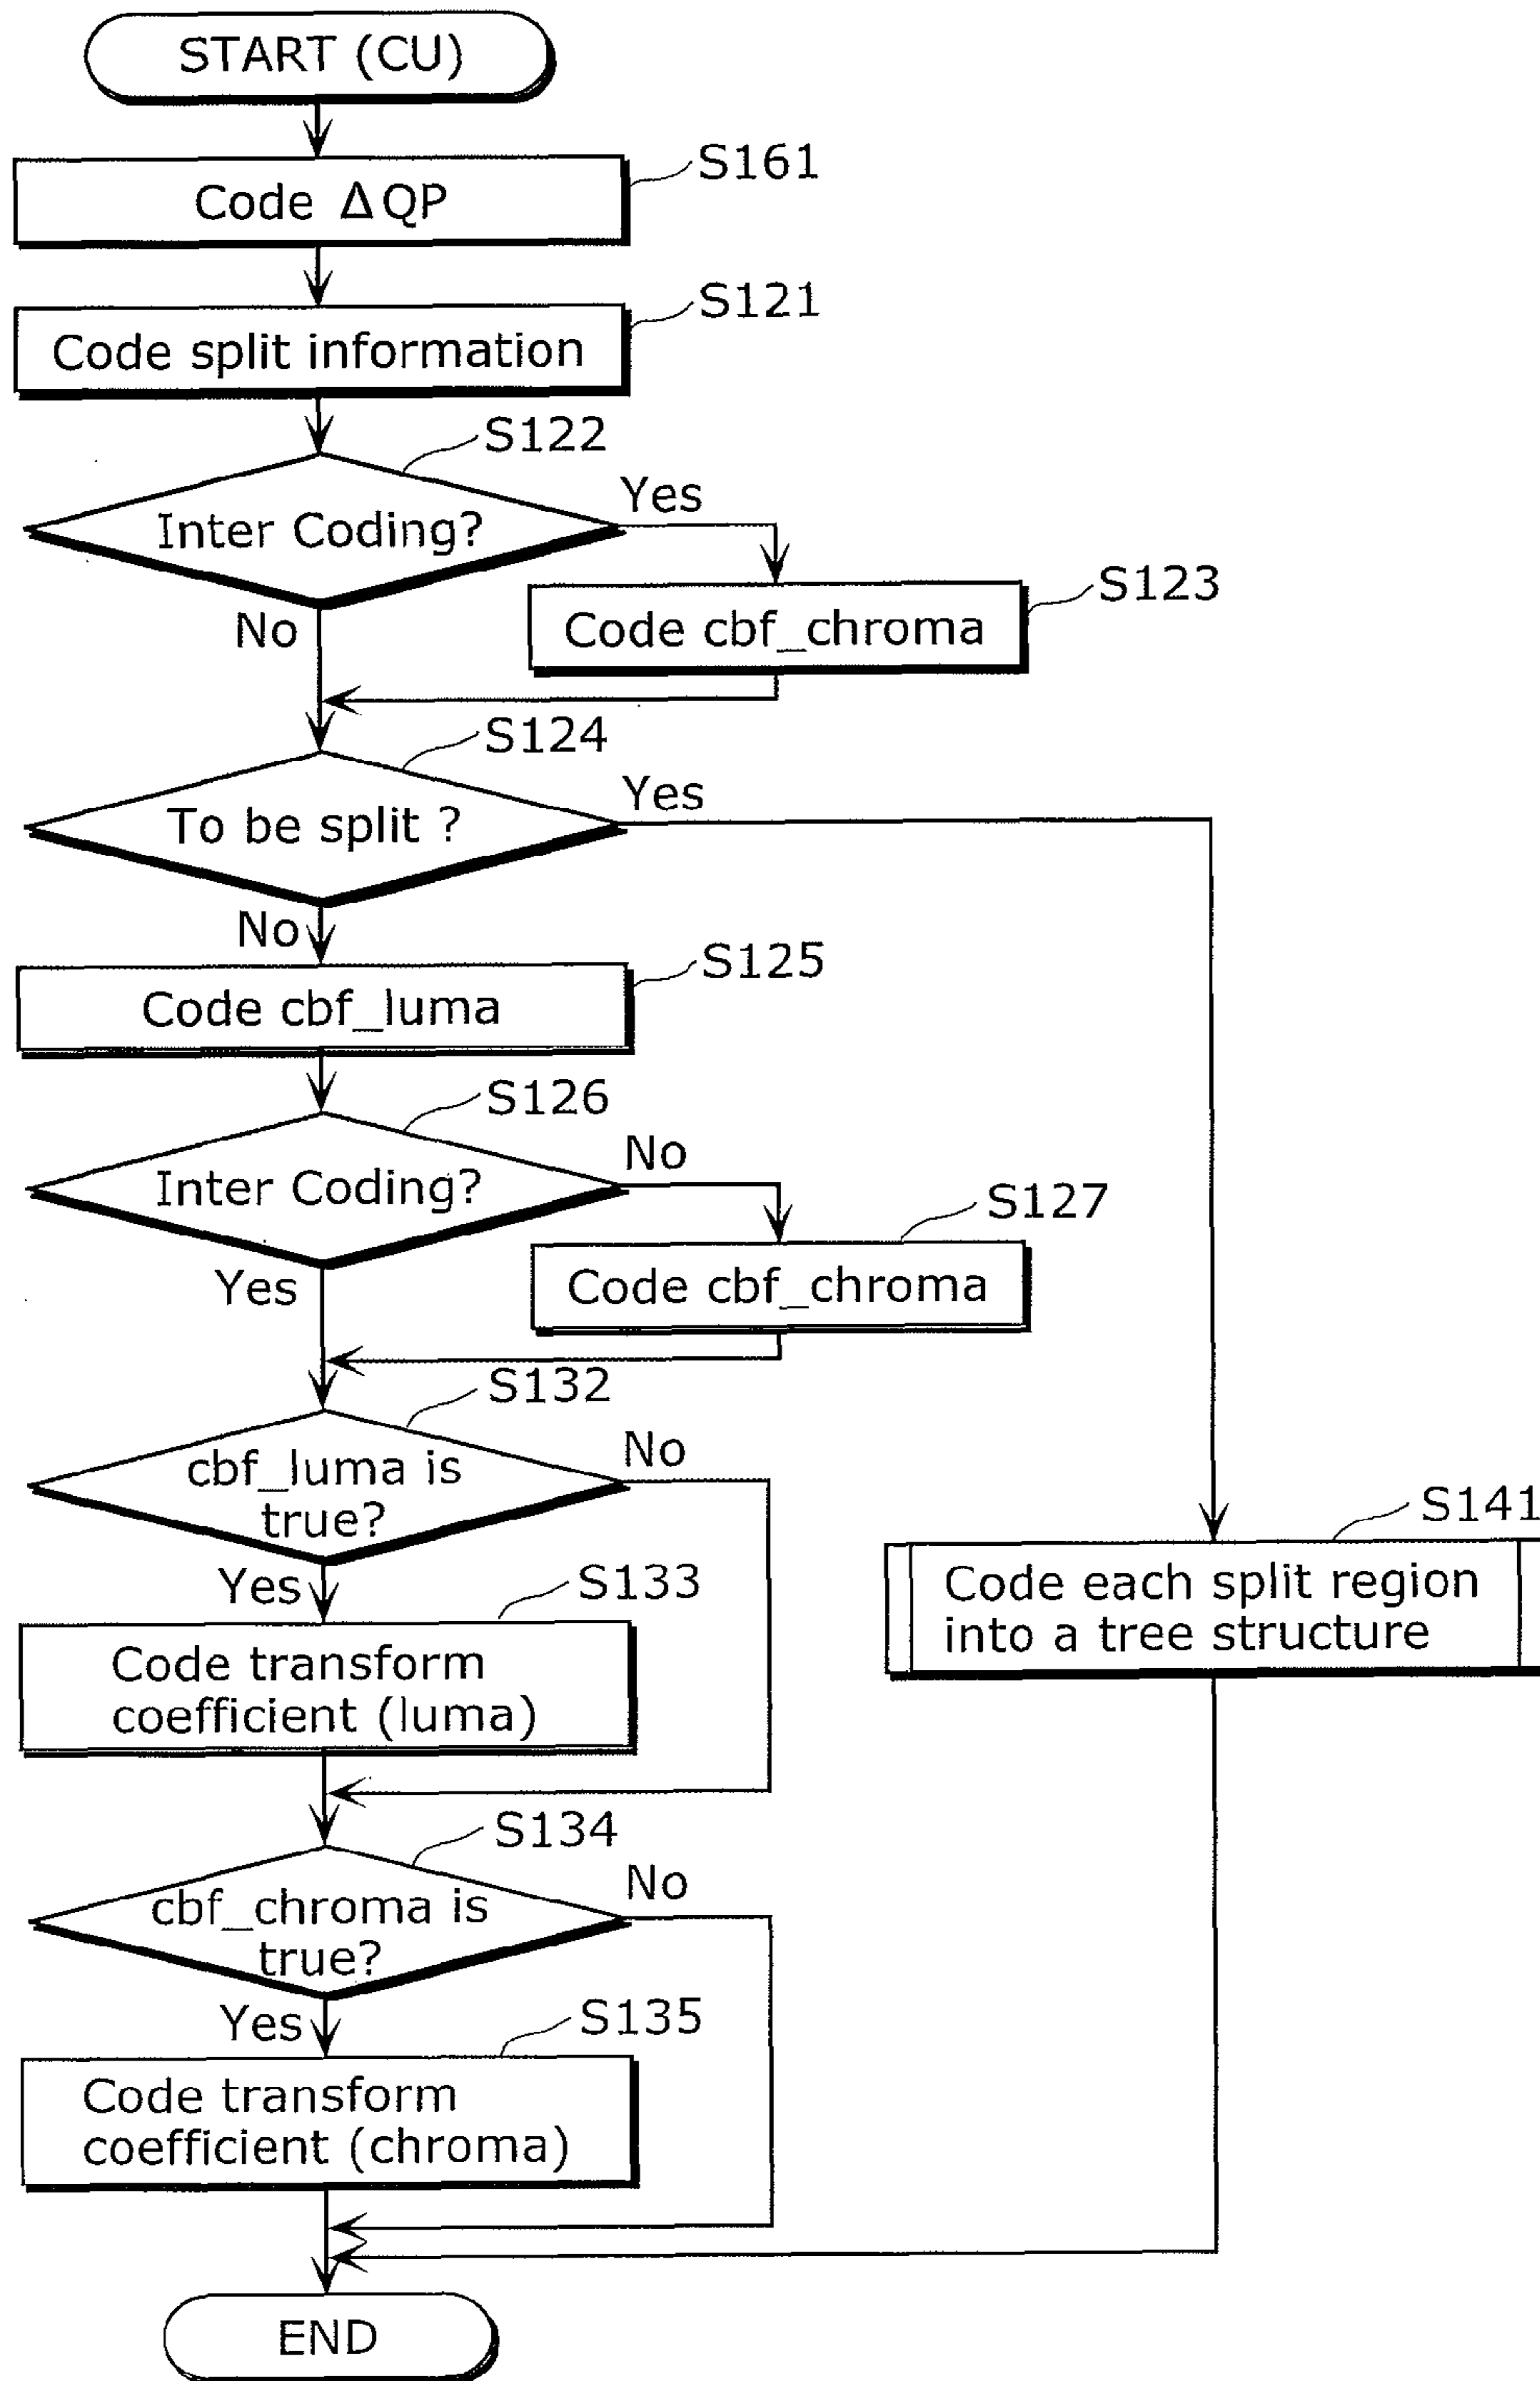 START (CU)
S161
Code ΔQP
S121
Code split information
S122
Inter Coding?
Yes
No
S123
Code cbf_chroma
S124
To be split ?
Yes
No
S125
Code cbf_luma
S126
Inter Coding?
No
Yes
S127
Code cbf_chroma
S132
cbf_luma is
true?
No
Yes
S133
Code transform
coefficient (luma)
S141
Code each split region
into a tree structure
S134
cbf_chroma is
true?
No
Yes
S135
Code transform
coefficient (chroma)
END